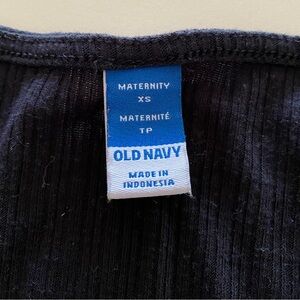 MATERNITY
XS
MATERNITÉ
TP
OLD NAVY
MADE IN
INDONESIA